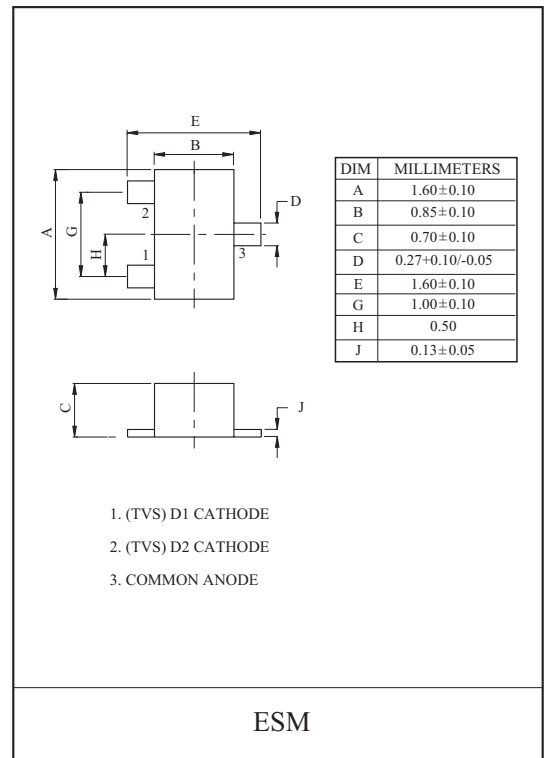 E
B
A
G
H
2
1
D
3
DIM MILLIMETERS
A 1.60±0.10
B 0.85±0.10
C 0.70±0.10
D 0.27+0.10/-0.05
E 1.60±0.10
G 1.00±0.10
H 0.50
J 0.13±0.05
C
J
1. (TVS) D1 CATHODE
2. (TVS) D2 CATHODE
3. COMMON ANODE
ESM